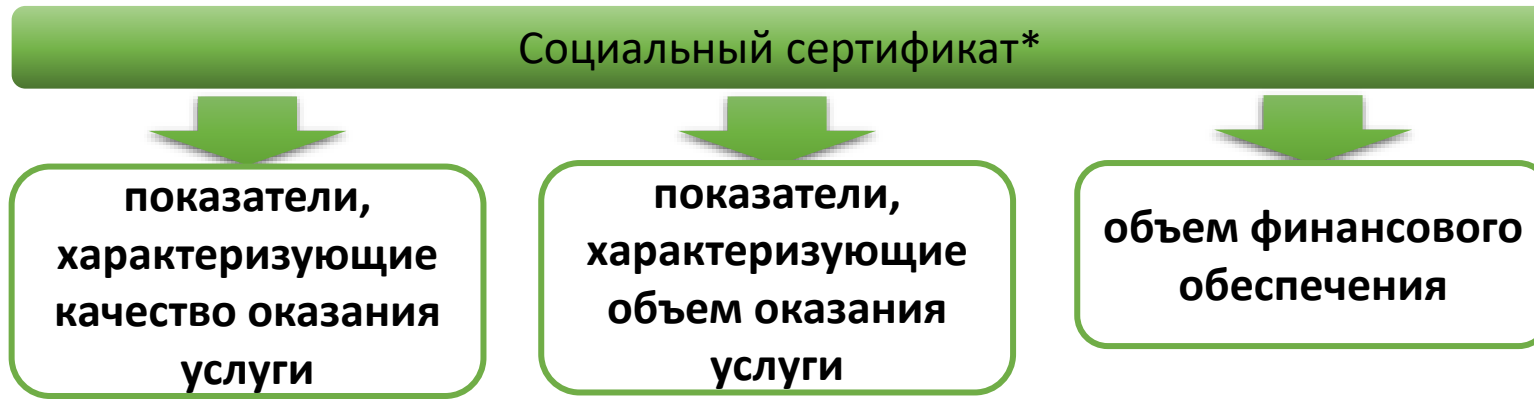 Социальный сертификат*
показатели,
характеризующие
качество оказания
услуги
показатели,
характеризующие
объем оказания
услуги
объем финансового
обеспечения